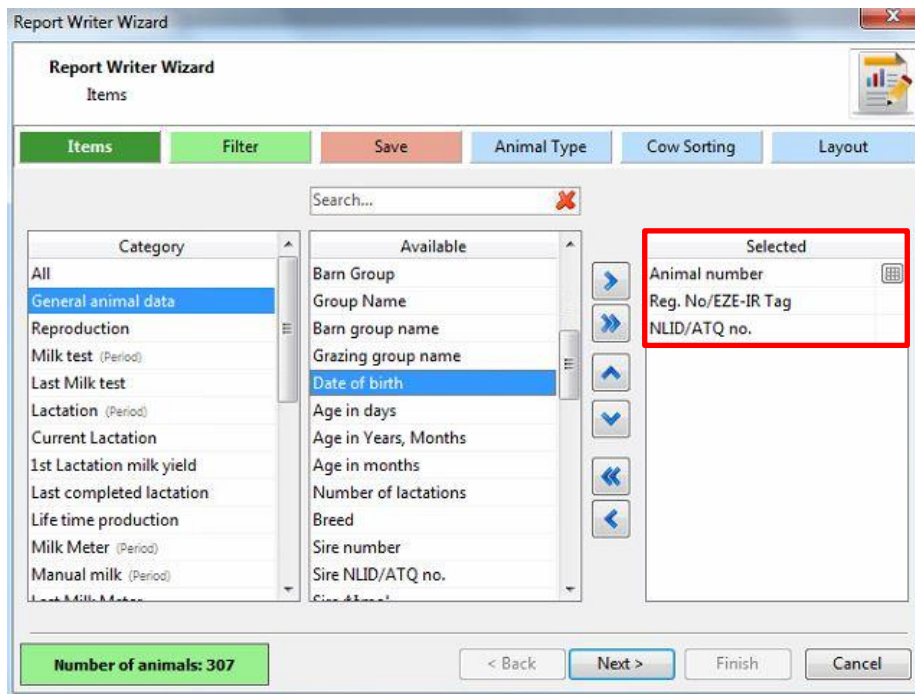 Report Writer Wizard
Report Writer Wizard
Items
Items
Filter
Save
Animal Type
Cow Sorting
Layout
Search...
Category
All
General animal data
Reproduction
Milk test (Period)
Last Milk test
Lactation (Period)
Current Lactation
1st Lactation milk yield
Last completed lactation
Life time production
Milk Meter (Period)
Manual milk (Period)
Last Milk Meter
Available
Barn Group
Group Name
Barn group name
Grazing group name
Date of birth
Age in days
Age in Years, Months
Age in months
Number of lactations
Breed
Sire number
Sire NLID/ATQ no.
Selected
Animal number
Reg. No/EZE-IR Tag
NLID/ATQ no.
Number of animals: 307
< Back
Next >
Finish
Cancel